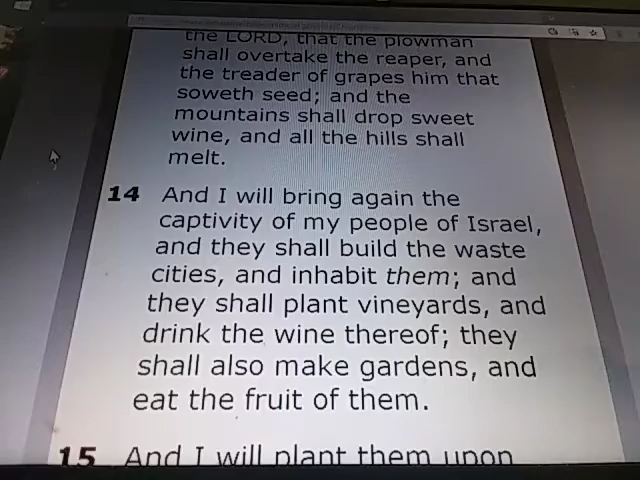 the LORD, that the plowman
shall overtake the reaper, and
the treader of grapes him that
soweth seed; and the
mountains shall drop sweet
wine, and all the hills shall
melt.
14 And I will bring again the
captivity of my people of Israel,
and they shall build the waste
cities, and inhabit them; and
they shall plant vineyards, and
drink the wine thereof; they
shall also make gardens, and
eat the fruit of them.
15 And I will plant them upon